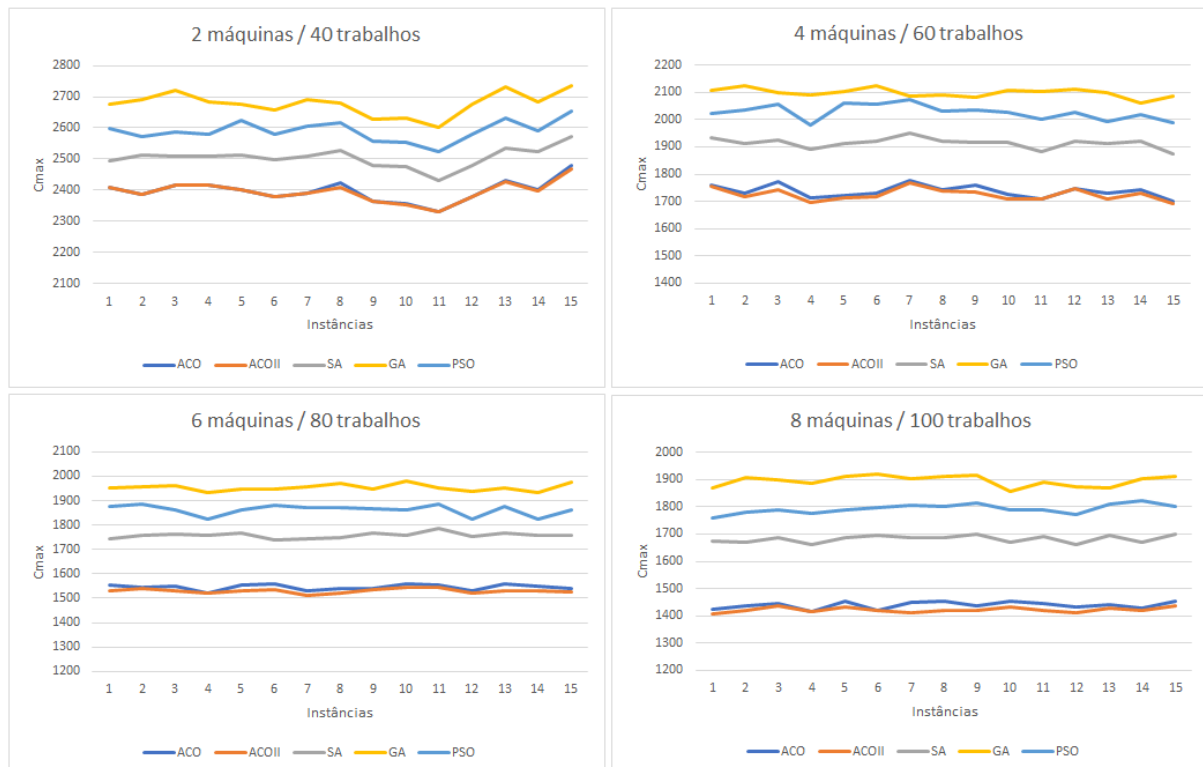 2 máquinas / 40 trabalhos
Cmax
2800
2700
2600
2500
2400
2300
2200
2100
1 2 3 4 5 6 7 8 9 10 11 12 13 14 15
Instâncias
ACO ACOII SA GA PSO
4 máquinas / 60 trabalhos
Cmax
2200
2100
2000
1900
1800
1700
1600
1500
1400
1 2 3 4 5 6 7 8 9 10 11 12 13 14 15
Instâncias
ACO ACOII SA GA PSO
6 máquinas / 80 trabalhos
Cmax
2100
2000
1900
1800
1700
1600
1500
1400
1300
1200
1 2 3 4 5 6 7 8 9 10 11 12 13 14 15
Instâncias
ACO ACOII SA GA PSO
8 máquinas / 100 trabalhos
Cmax
2000
1900
1800
1700
1600
1500
1400
1300
1200
1 2 3 4 5 6 7 8 9 10 11 12 13 14 15
Instâncias
ACO ACOII SA GA PSO